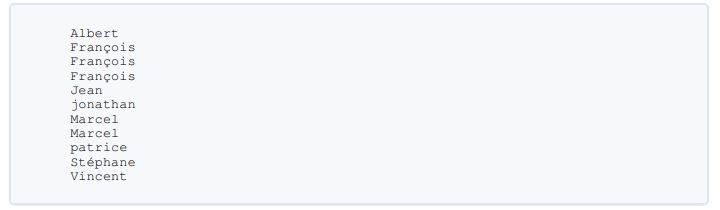 Albert
François
François
François
Jean
jonathan
Marcel
Marcel
patrice
Stéphane
Vincent